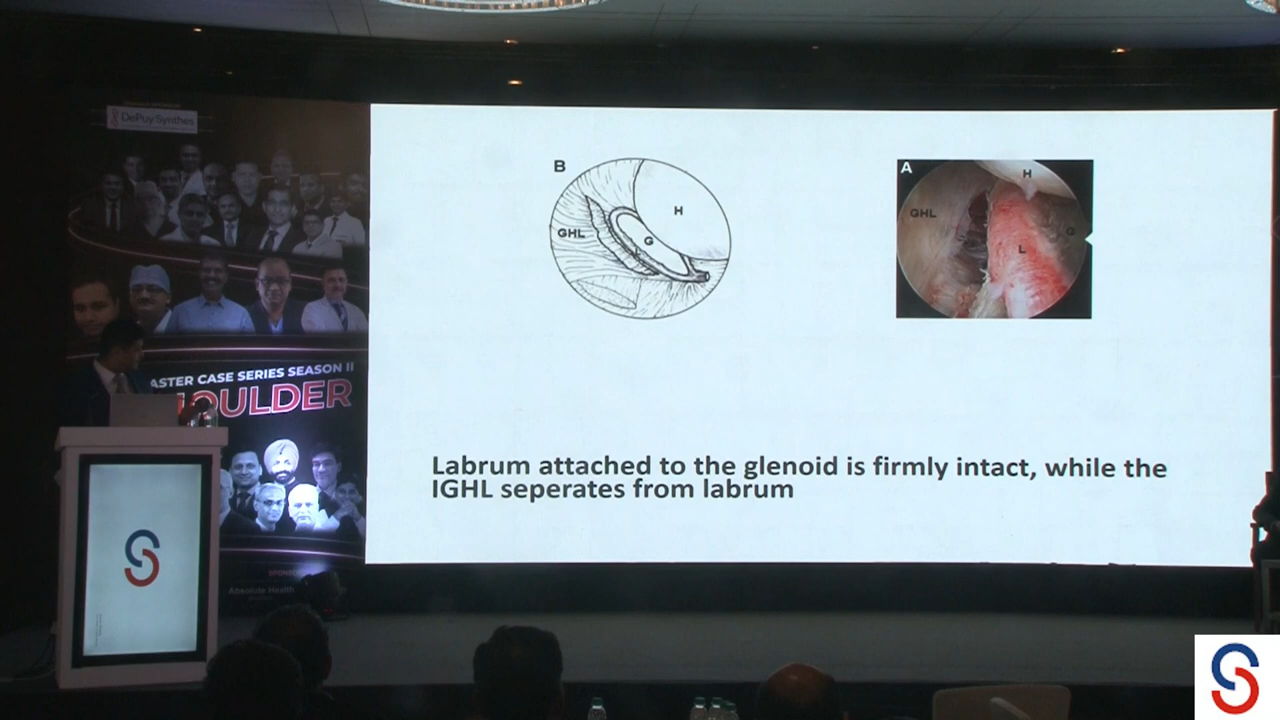 DePuy Synthes
ASTER CASE SERIES SEASON II
HOULDER
Absolute Health
B
H
GHL
G
A
H
GHL
G
L
Labrum attached to the glenoid is firmly intact, while the
IGHL seperates from labrum